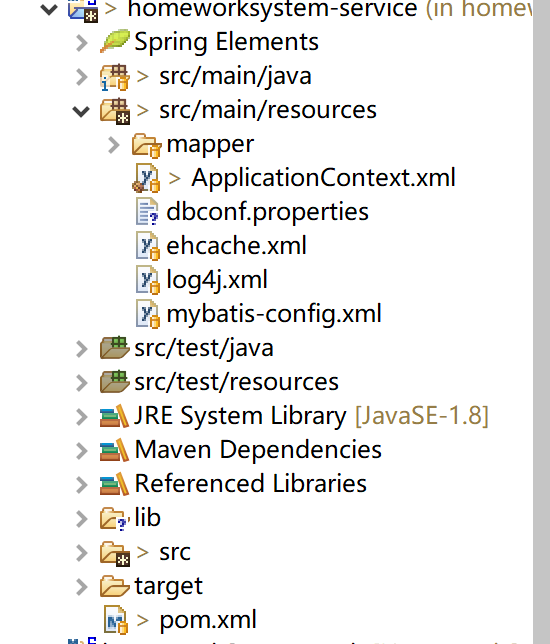 > homeworksystem-service (in homew
Spring Elements
> src/main/java
> src/main/resources
mapper
> ApplicationContext.xml
dbconf.properties
ehcache.xml
log4j.xml
mybatis-config.xml
src/test/java
src/test/resources
JRE System Library [JavaSE-1.8]
Maven Dependencies
Referenced Libraries
lib
> src
target
> pom.xml